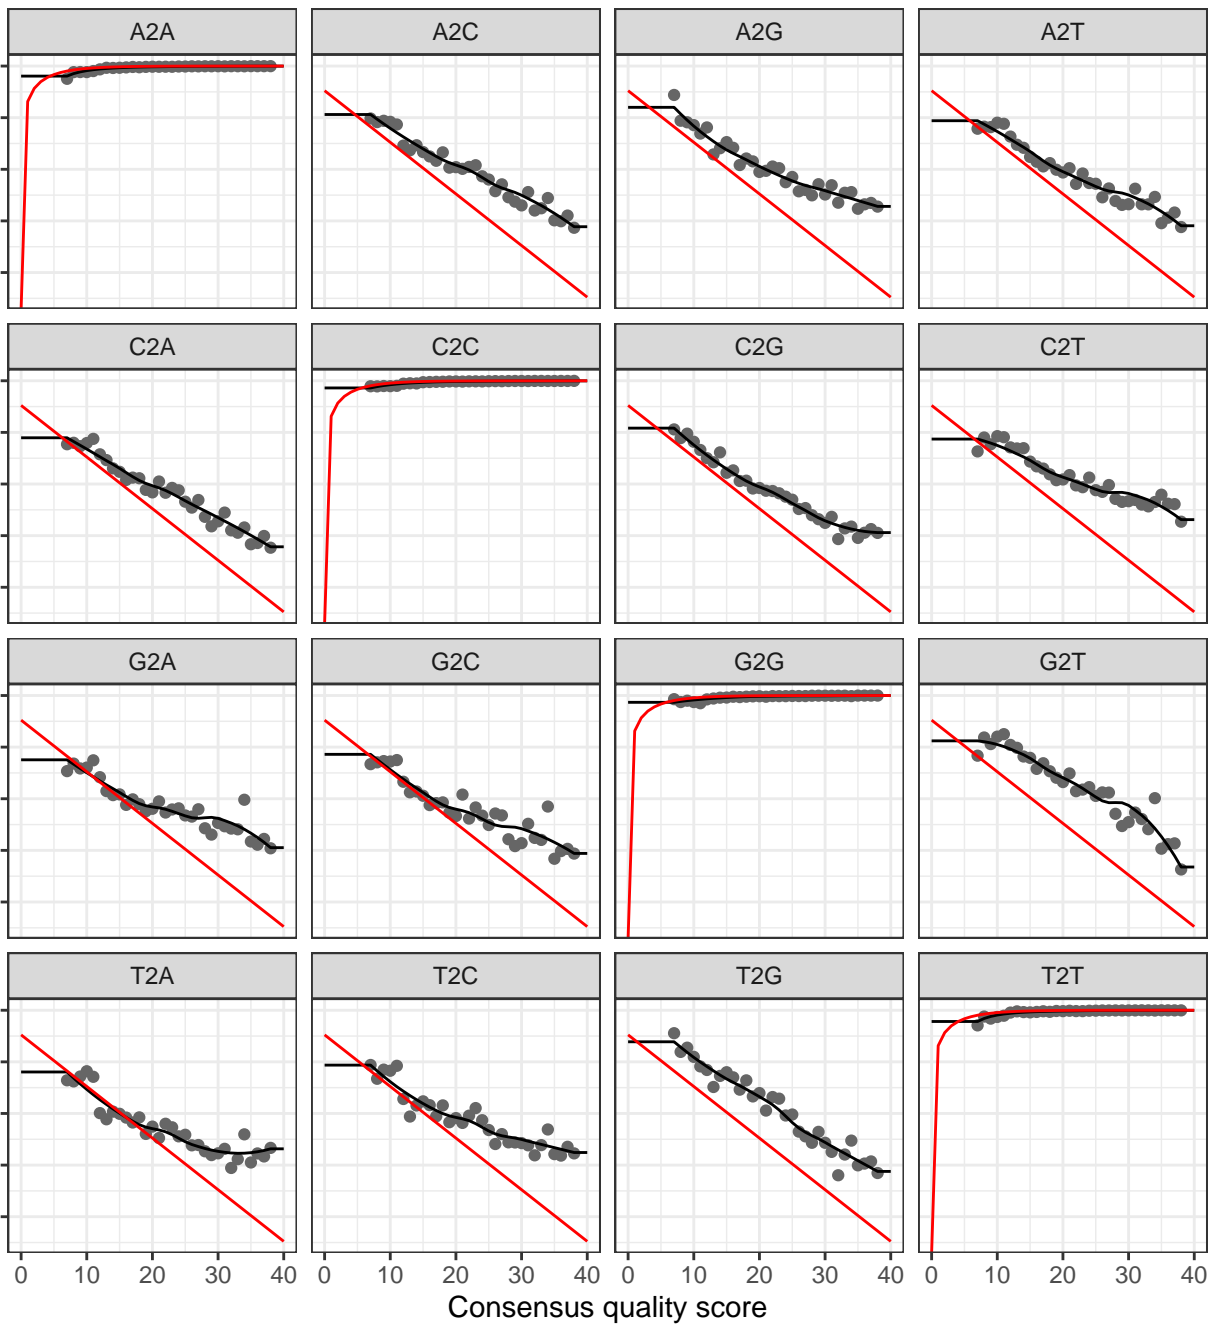 A2A A2C A2G A2T
C2A C2C C2G C2T
G2A G2C G2G G2T
T2A T2C T2G T2T
0 10 20 30 40 0 10 20 30 40 0 10 20 30 40 0 10 20 30 40
Consensus quality score